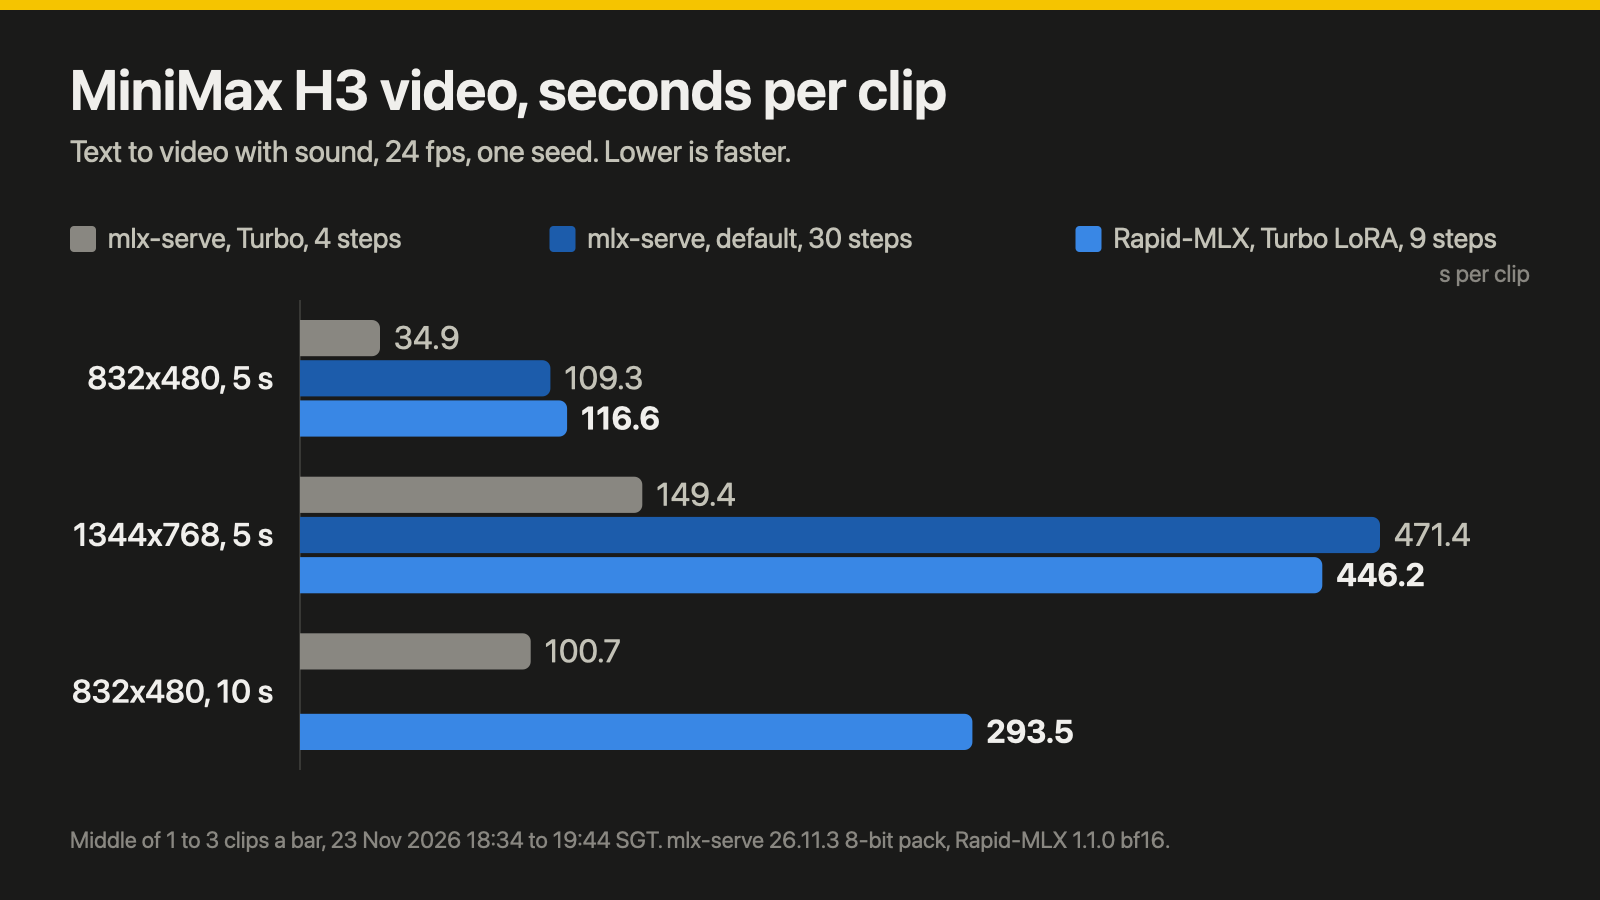 MiniMax H3 video, seconds per clip
Text to video with sound, 24 fps, one seed. Lower is faster.
mlx-serve, Turbo, 4 steps
mlx-serve, default, 30 steps
Rapid-MLX, Turbo LoRA, 9 steps
s per clip
832x480, 5 s
34.9
109.3
116.6
1344x768, 5 s
149.4
471.4
446.2
832x480, 10 s
100.7
293.5
Middle of 1 to 3 clips a bar, 23 Nov 2026 18:34 to 19:44 SGT. mlx-serve 26.11.3 8-bit pack, Rapid-MLX 1.1.0 bf16.